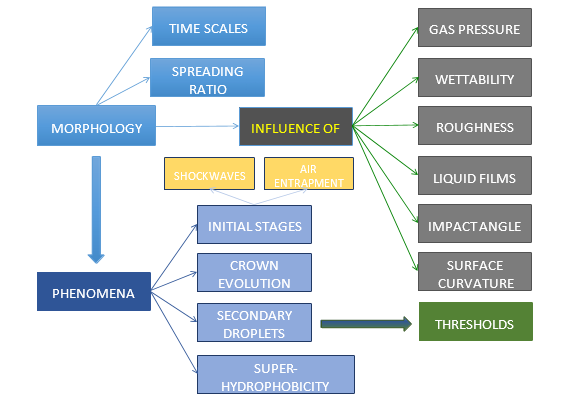 TIME SCALES
SPREADING
RATIO
MORPHOLOGY
INFLUENCE OF
GAS PRESSURE
WETTABILITY
ROUGHNESS
LIQUID FILMS
IMPACT ANGLE
SURFACE
CURVATURE
SHOCKWAVES
AIR
ENTRAPMENT
INITIAL STAGES
PHENOMENA
CROWN
EVOLUTION
SECONDARY
DROPLETS
THRESHOLDS
SUPER-
HYDROPHOBICITY